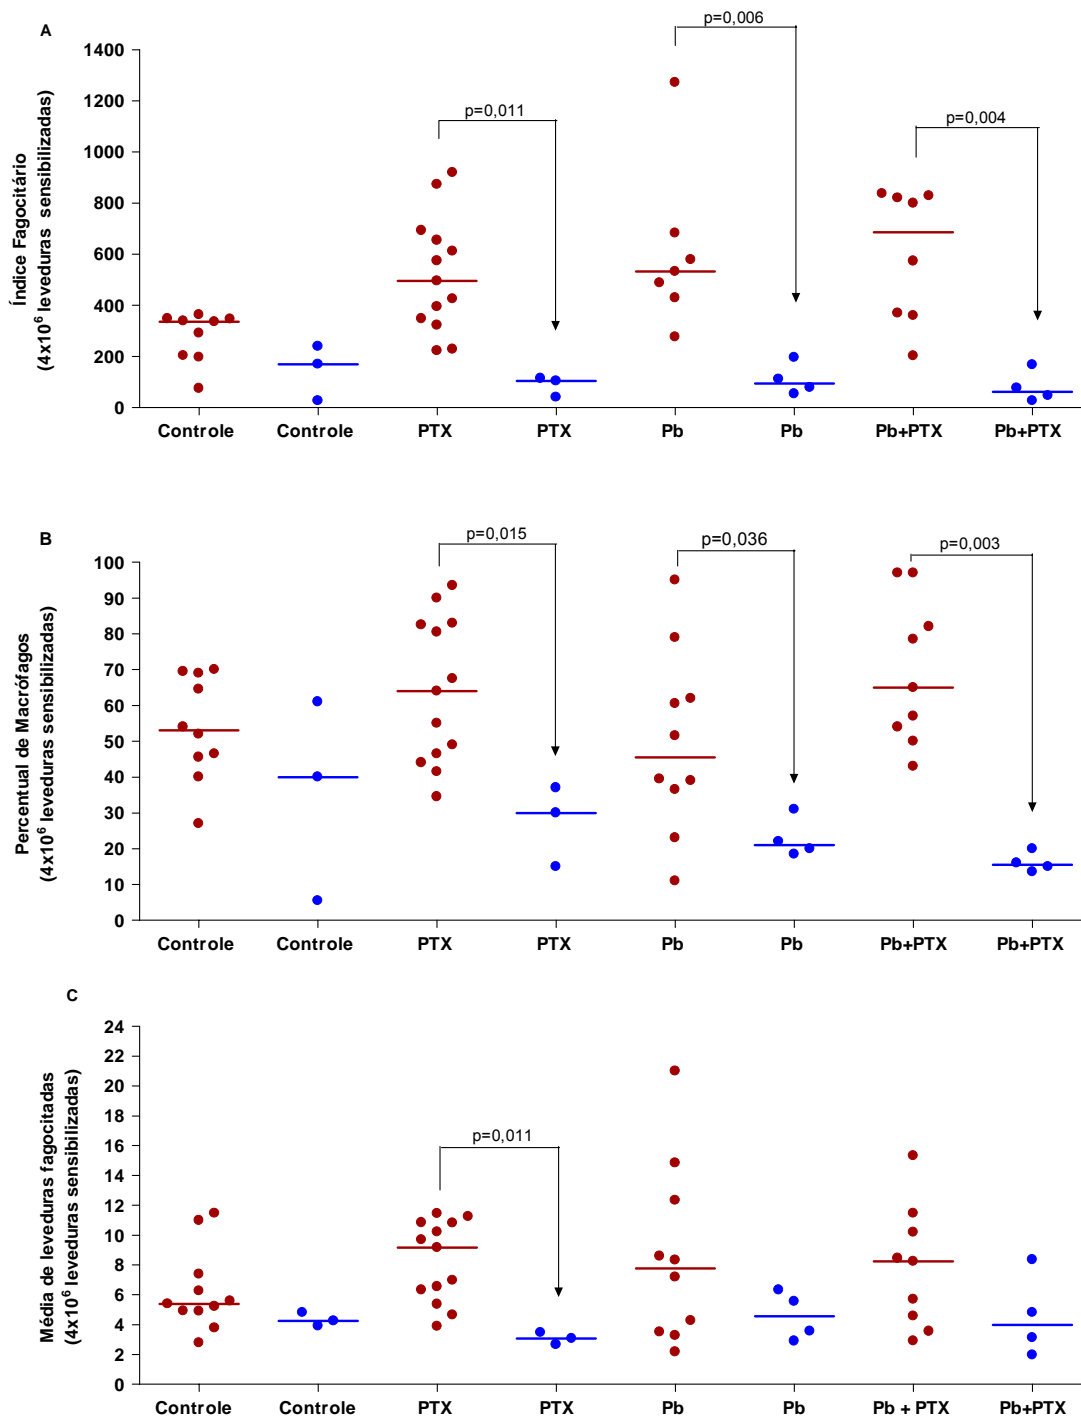 A
p=0,006
p=0,011
p=0,004
Índice Fagocitário
(4x10⁶ leveduras sensibilizadas)
1400
1200
1000
800
600
400
200
0
Controle Controle PTX PTX Pb Pb Pb+PTX Pb+PTX
B
p=0,015
p=0,036
p=0,003
Percentual de Macrófagos
(4x10⁶ leveduras sensibilizadas)
100
90
80
70
60
50
40
30
20
10
0
Controle Controle PTX PTX Pb Pb Pb+PTX Pb+PTX
C
p=0,011
Média de leveduras fagocitadas
(4x10⁶ leveduras sensibilizadas)
24
22
20
18
16
14
12
10
8
6
4
2
0
Controle Controle PTX PTX Pb Pb Pb + PTX Pb+PTX